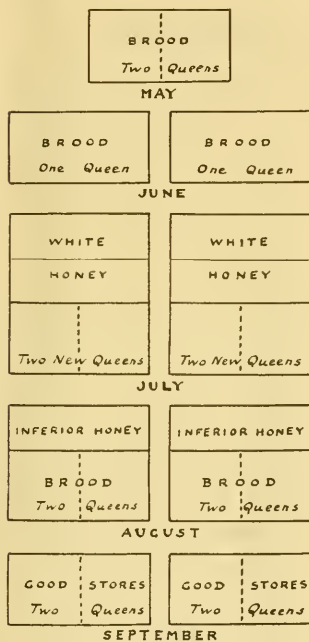 BROOD
Two Queens
MAY
BROOD BROOD
One Queen One Queen
JUNE
WHITE WHITE
HONEY HONEY
Two New Queens Two New Queens
JULY
INFERIOR HONEY INFERIOR HONEY
BROOD BROOD
Two Queens Two Queens
AUGUST
GOOD STORES GOOD STORES
Two Queens Two Queens
SEPTEMBER